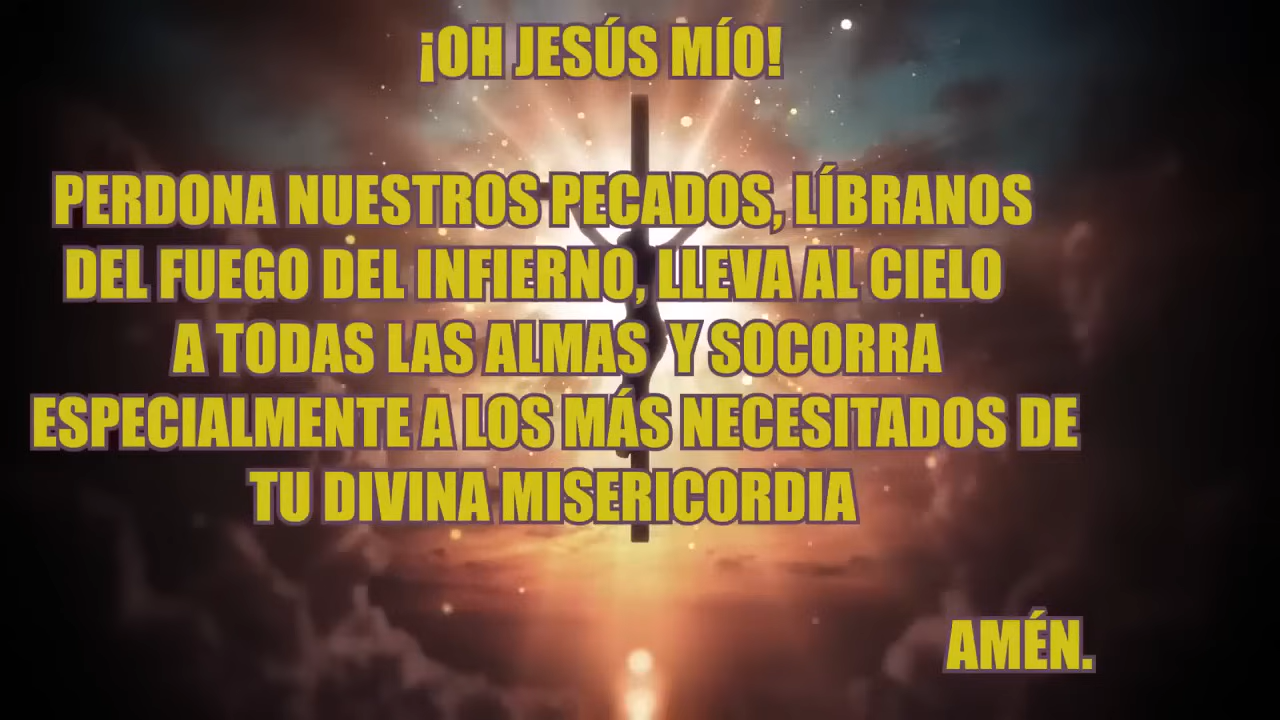 ¡OH JESÚS MÍO!
PERDONA NUESTROS PECADOS, LÍBRANOS
DEL FUEGO DEL INFIERNO, LLEVA AL CIELO
A TODAS LAS ALMAS Y SOCORRA
ESPECIALMENTE A LOS MÁS NECESITADOS DE
TU DIVINA MISERICORDIA
AMÉN.